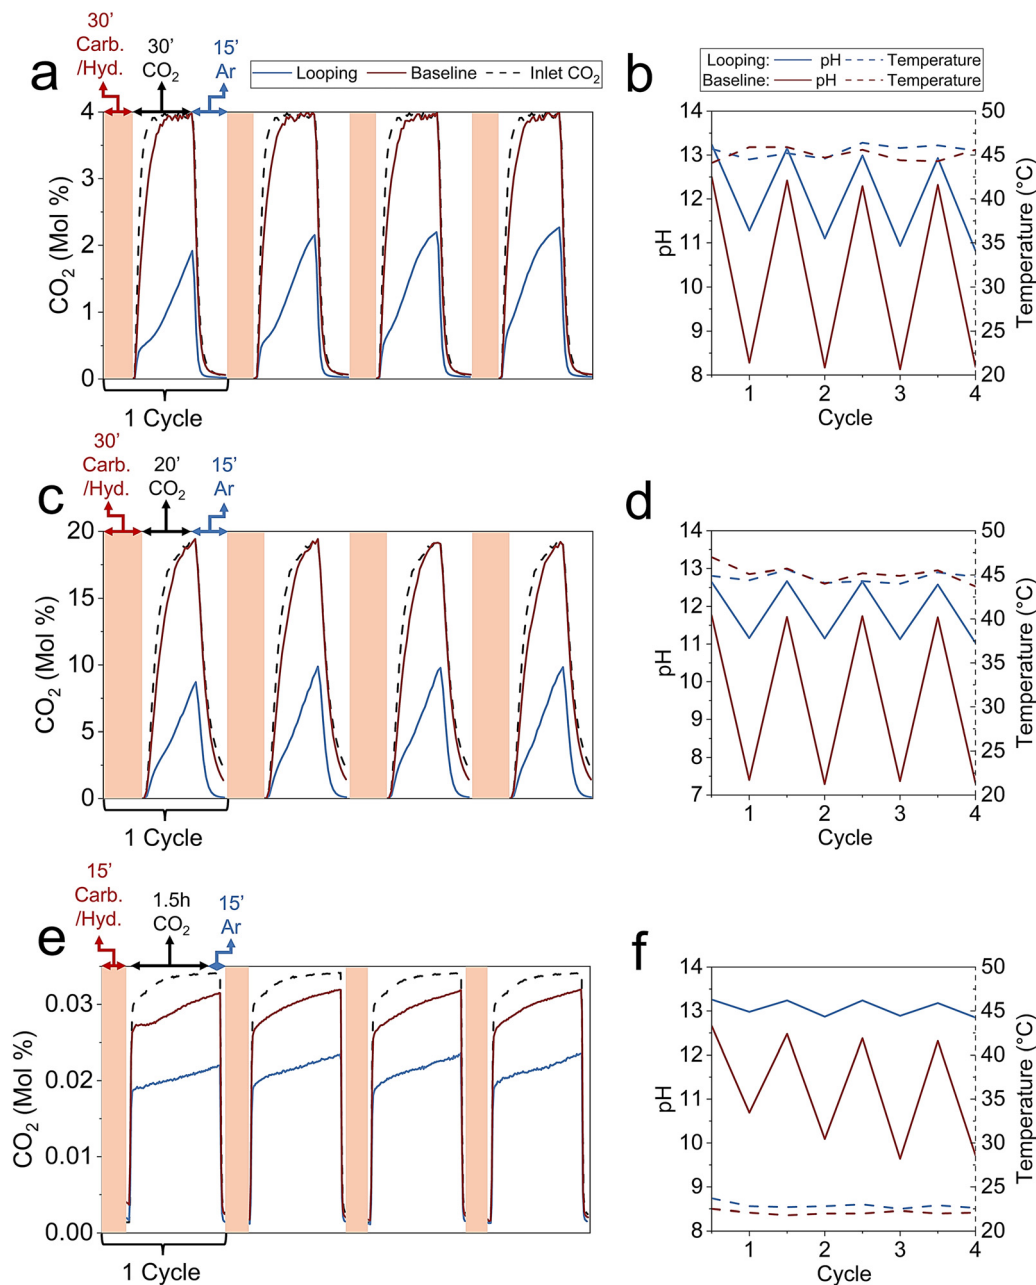 a
30’
Carb.
/Hyd.
30’
CO₂
15’
Ar
Looping
Baseline
Inlet CO₂
4
3
2
1
0
CO₂ (Mol %)
1 Cycle
b
Looping: pH Temperature
Baseline: pH Temperature
14
13
12
11
10
9
8
pH
50
45
40
35
30
25
20
Temperature (°C)
1 2 3 4
Cycle
c
30’
Carb.
/Hyd.
20’
CO₂
15’
Ar
20
15
10
5
0
CO₂ (Mol %)
1 Cycle
d
14
13
12
11
10
9
8
7
pH
50
45
40
35
30
25
20
Temperature (°C)
1 2 3 4
Cycle
e
15’
Carb.
/Hyd.
1.5h
CO₂
15’
Ar
0.03
0.02
0.01
0.00
CO₂ (Mol %)
1 Cycle
f
14
13
12
11
10
9
8
pH
50
45
40
35
30
25
20
Temperature (°C)
1 2 3 4
Cycle